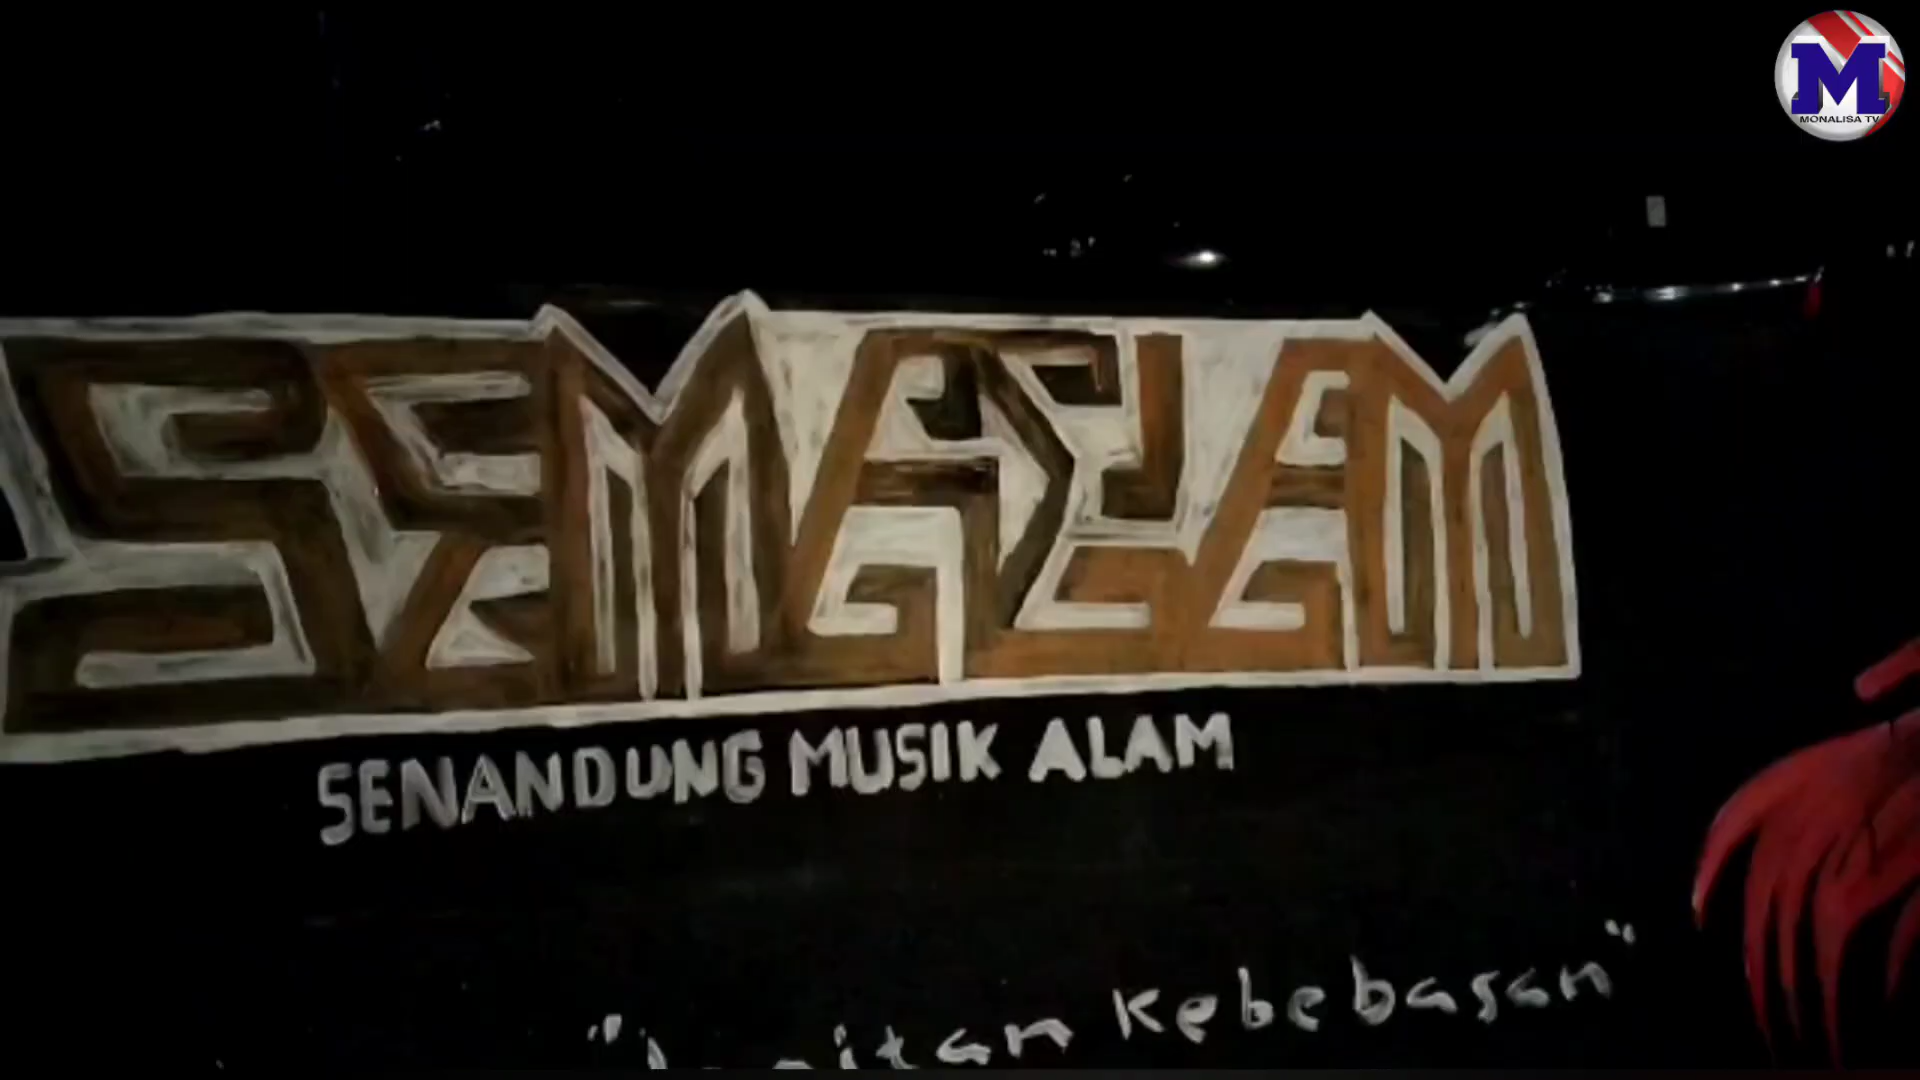 M
MONALISA TV
SEMALAM
SENANDUNG MUSIK ALAM
Kebebasan"